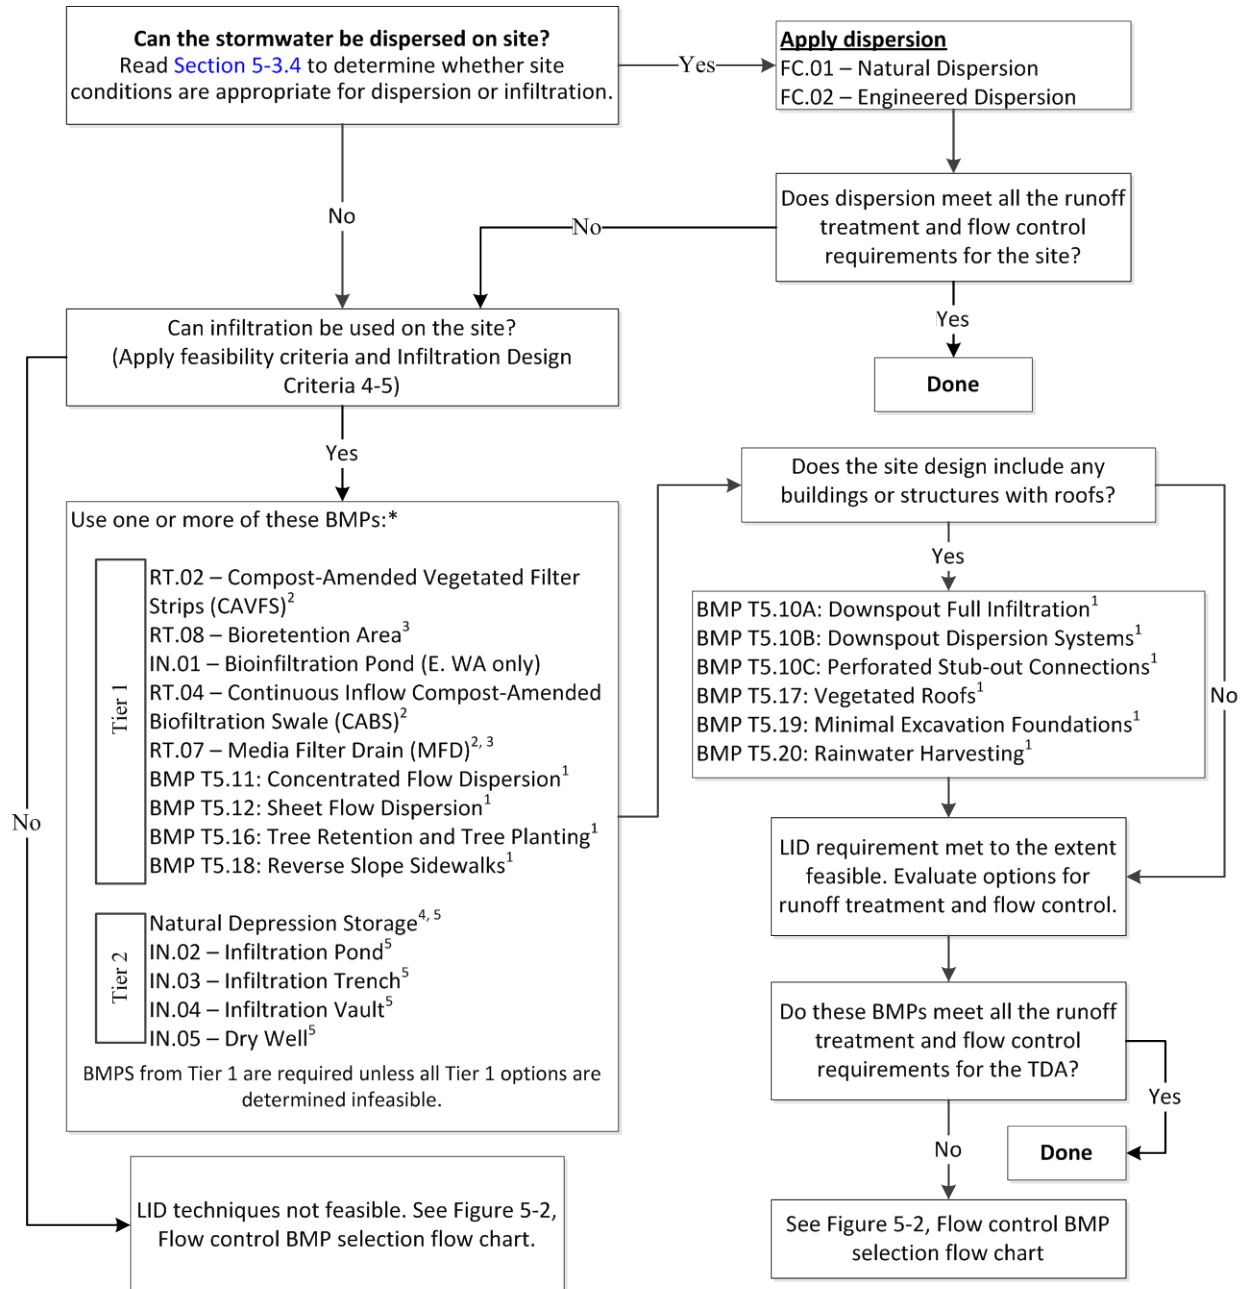 Can the stormwater be dispersed on site?
Read Section 5-3.4 to determine whether site
conditions are appropriate for dispersion or infiltration.
Yes
Apply dispersion
FC.01 – Natural Dispersion
FC.02 – Engineered Dispersion
No
Does dispersion meet all the runoff
treatment and flow control
requirements for the site?
No
Yes
Done
Can infiltration be used on the site?
(Apply feasibility criteria and Infiltration Design
Criteria 4-5)
No
Yes
Use one or more of these BMPs:*
Tier 1
RT.02 – Compost-Amended Vegetated Filter
Strips (CAVFS)²
RT.08 – Bioretention Area³
IN.01 – Bioinfiltration Pond (E. WA only)
RT.04 – Continuous Inflow Compost-Amended
Biofiltration Swale (CABS)²
RT.07 – Media Filter Drain (MFD)²˒ ³
BMP T5.11: Concentrated Flow Dispersion¹
BMP T5.12: Sheet Flow Dispersion¹
BMP T5.16: Tree Retention and Tree Planting¹
BMP T5.18: Reverse Slope Sidewalks¹
Tier 2
Natural Depression Storage⁴˒ ⁵
IN.02 – Infiltration Pond⁵
IN.03 – Infiltration Trench⁵
IN.04 – Infiltration Vault⁵
IN.05 – Dry Well⁵
BMPS from Tier 1 are required unless all Tier 1 options are
determined infeasible.
LID techniques not feasible. See Figure 5-2,
Flow control BMP selection flow chart.
Does the site design include any
buildings or structures with roofs?
Yes
No
BMP T5.10A: Downspout Full Infiltration¹
BMP T5.10B: Downspout Dispersion Systems¹
BMP T5.10C: Perforated Stub-out Connections¹
BMP T5.17: Vegetated Roofs¹
BMP T5.19: Minimal Excavation Foundations¹
BMP T5.20: Rainwater Harvesting¹
LID requirement met to the extent
feasible. Evaluate options for
runoff treatment and flow control.
Do these BMPs meet all the runoff
treatment and flow control
requirements for the TDA?
Yes
Done
No
See Figure 5-2, Flow control BMP
selection flow chart